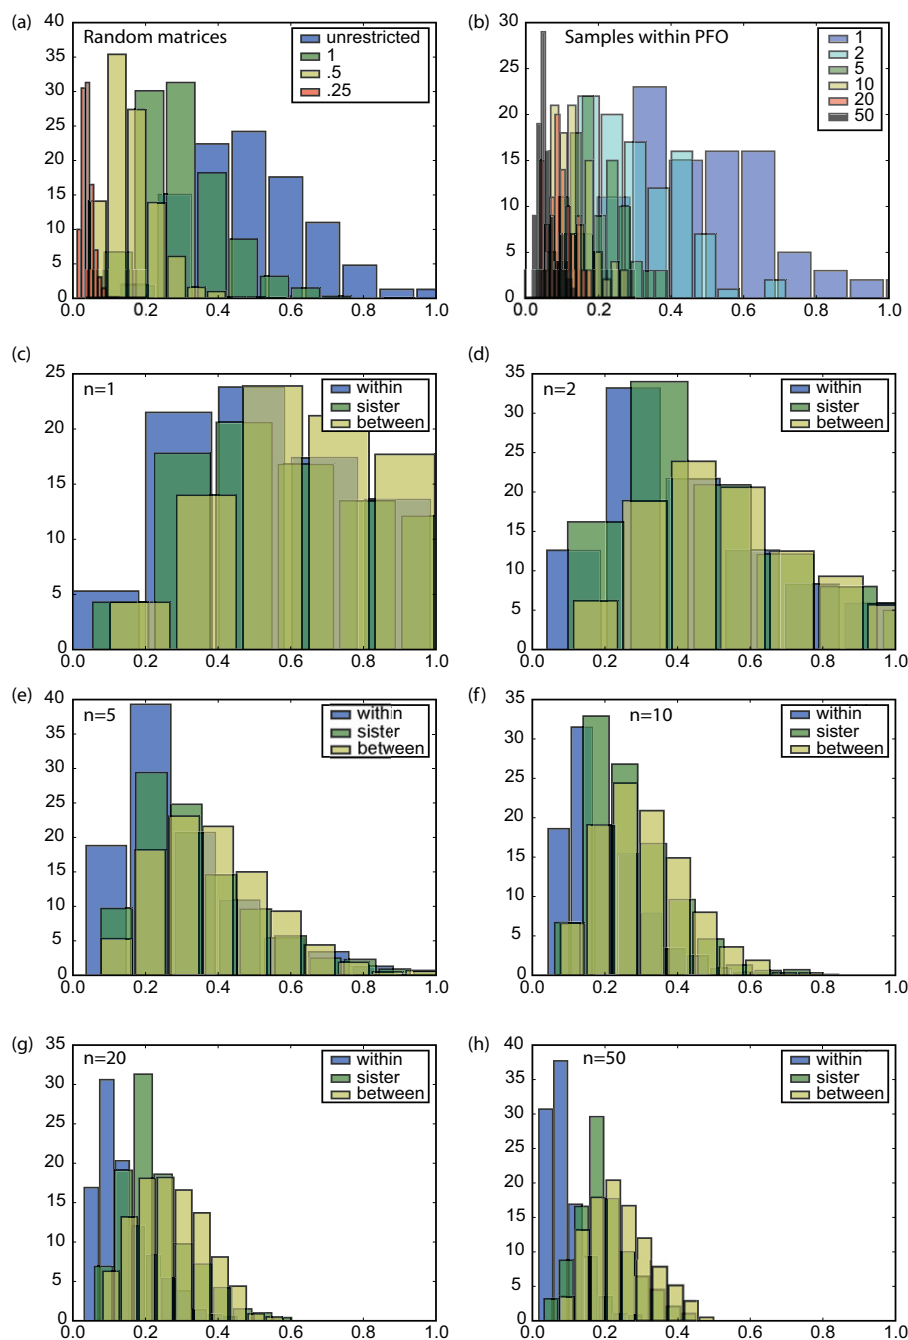 (a)
Random matrices
unrestricted
1
.5
.25
40
35
30
25
20
15
10
5
0
0.0 0.2 0.4 0.6 0.8 1.0
(b)
Samples within PFO
1
2
5
10
20
50
30
25
20
15
10
5
0
0.0 0.2 0.4 0.6 0.8 1.0
(c)
n=1
within
sister
between
25
20
15
10
5
0
0.0 0.2 0.4 0.6 0.8 1.0
(d)
n=2
within
sister
between
35
30
25
20
15
10
5
0
0.0 0.2 0.4 0.6 0.8 1.0
(e)
n=5
within
sister
between
40
35
30
25
20
15
10
5
0
0.0 0.2 0.4 0.6 0.8 1.0
(f)
n=10
within
sister
between
35
30
25
20
15
10
5
0
0.0 0.2 0.4 0.6 0.8 1.0
(g)
n=20
within
sister
between
35
30
25
20
15
10
5
0
0.0 0.2 0.4 0.6 0.8 1.0
(h)
n=50
within
sister
between
40
35
30
25
20
15
10
5
0
0.0 0.2 0.4 0.6 0.8 1.0